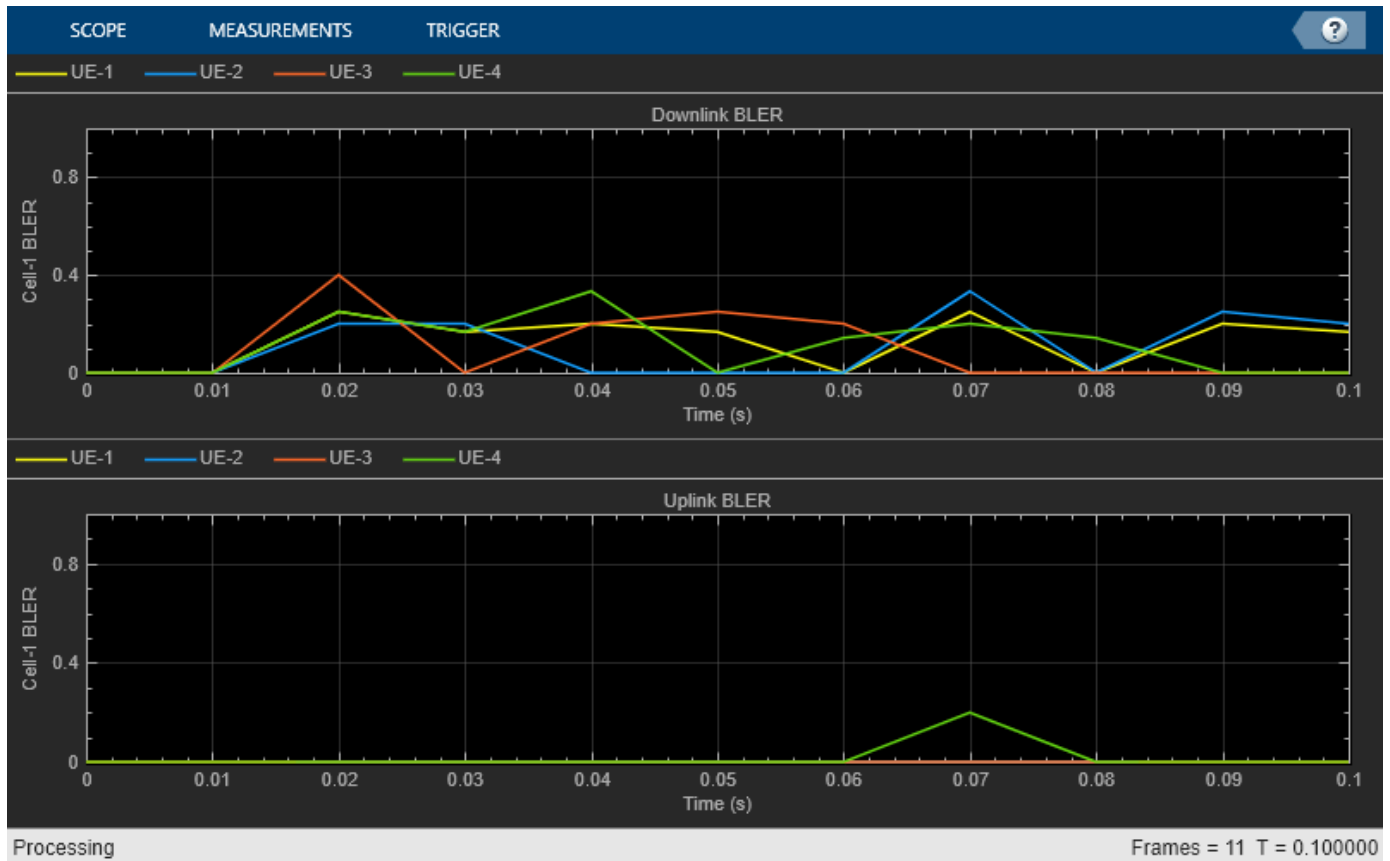 SCOPE MEASUREMENTS TRIGGER ?
UE-1 UE-2 UE-3 UE-4
Downlink BLER
Cell-1 BLER
0.8
0.4
0
0 0.01 0.02 0.03 0.04 0.05 0.06 0.07 0.08 0.09 0.1
Time (s)
UE-1 UE-2 UE-3 UE-4
Uplink BLER
Cell-1 BLER
0.8
0.4
0
0 0.01 0.02 0.03 0.04 0.05 0.06 0.07 0.08 0.09 0.1
Time (s)
Processing Frames = 11 T = 0.100000